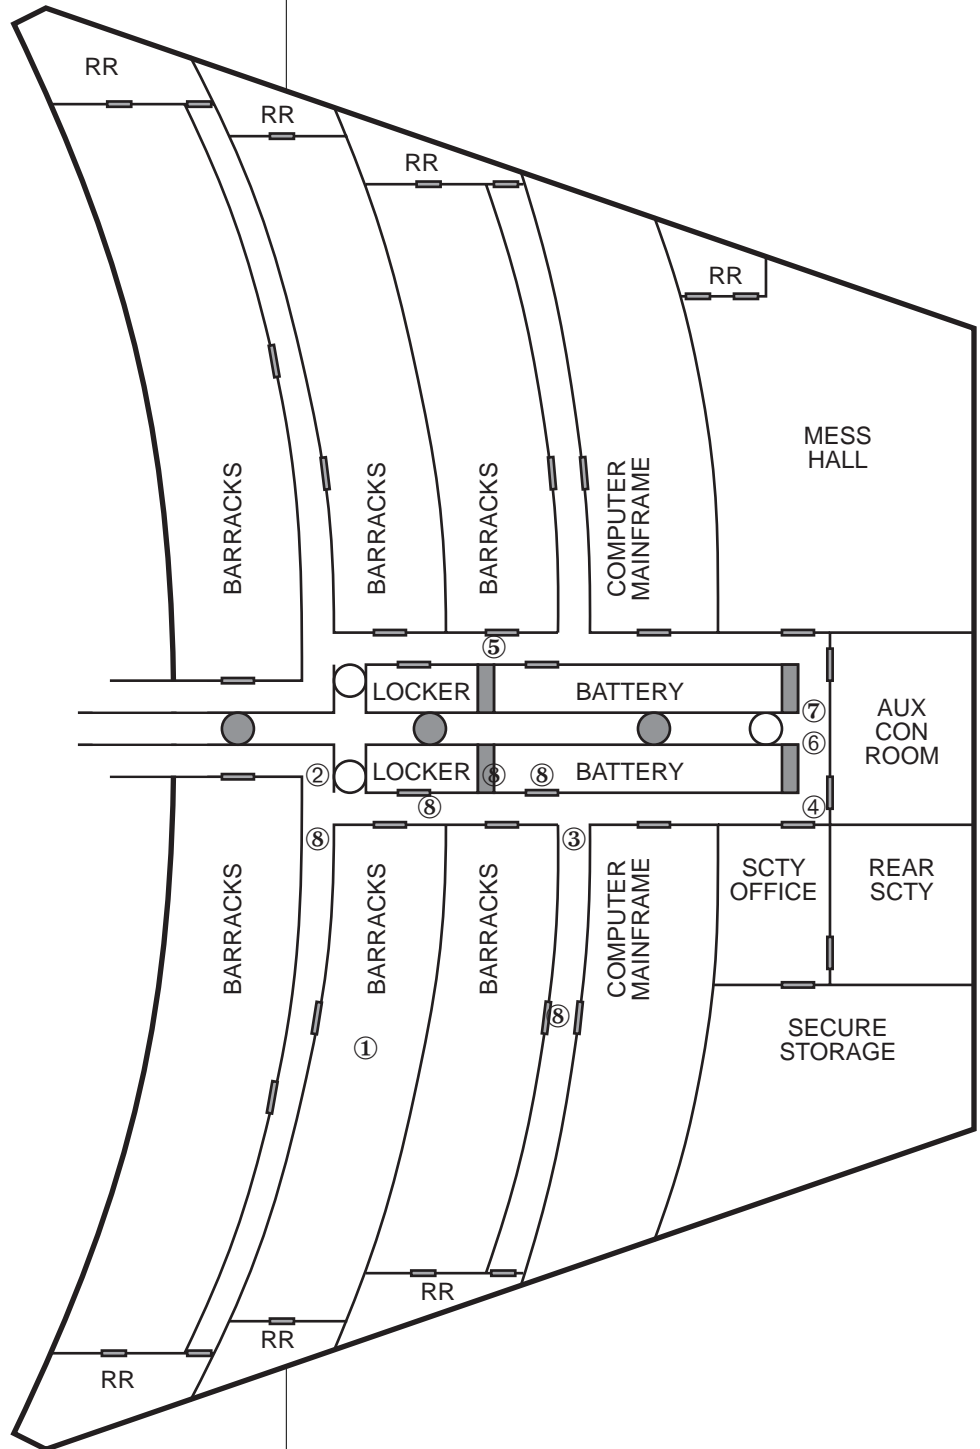 RR
RR
RR
RR
MESS
HALL
BARRACKS
BARRACKS
BARRACKS
COMPUTER
MAINFRAME
⑤
LOCKER
BATTERY
⑦
AUX
CON
ROOM
⑥
②
LOCKER
⑧
⑧
BATTERY
⑧
④
⑧
③
SCTY
OFFICE
REAR
SCTY
BARRACKS
BARRACKS
BARRACKS
COMPUTER
MAINFRAME
⑧
SECURE
STORAGE
①
RR
RR
RR